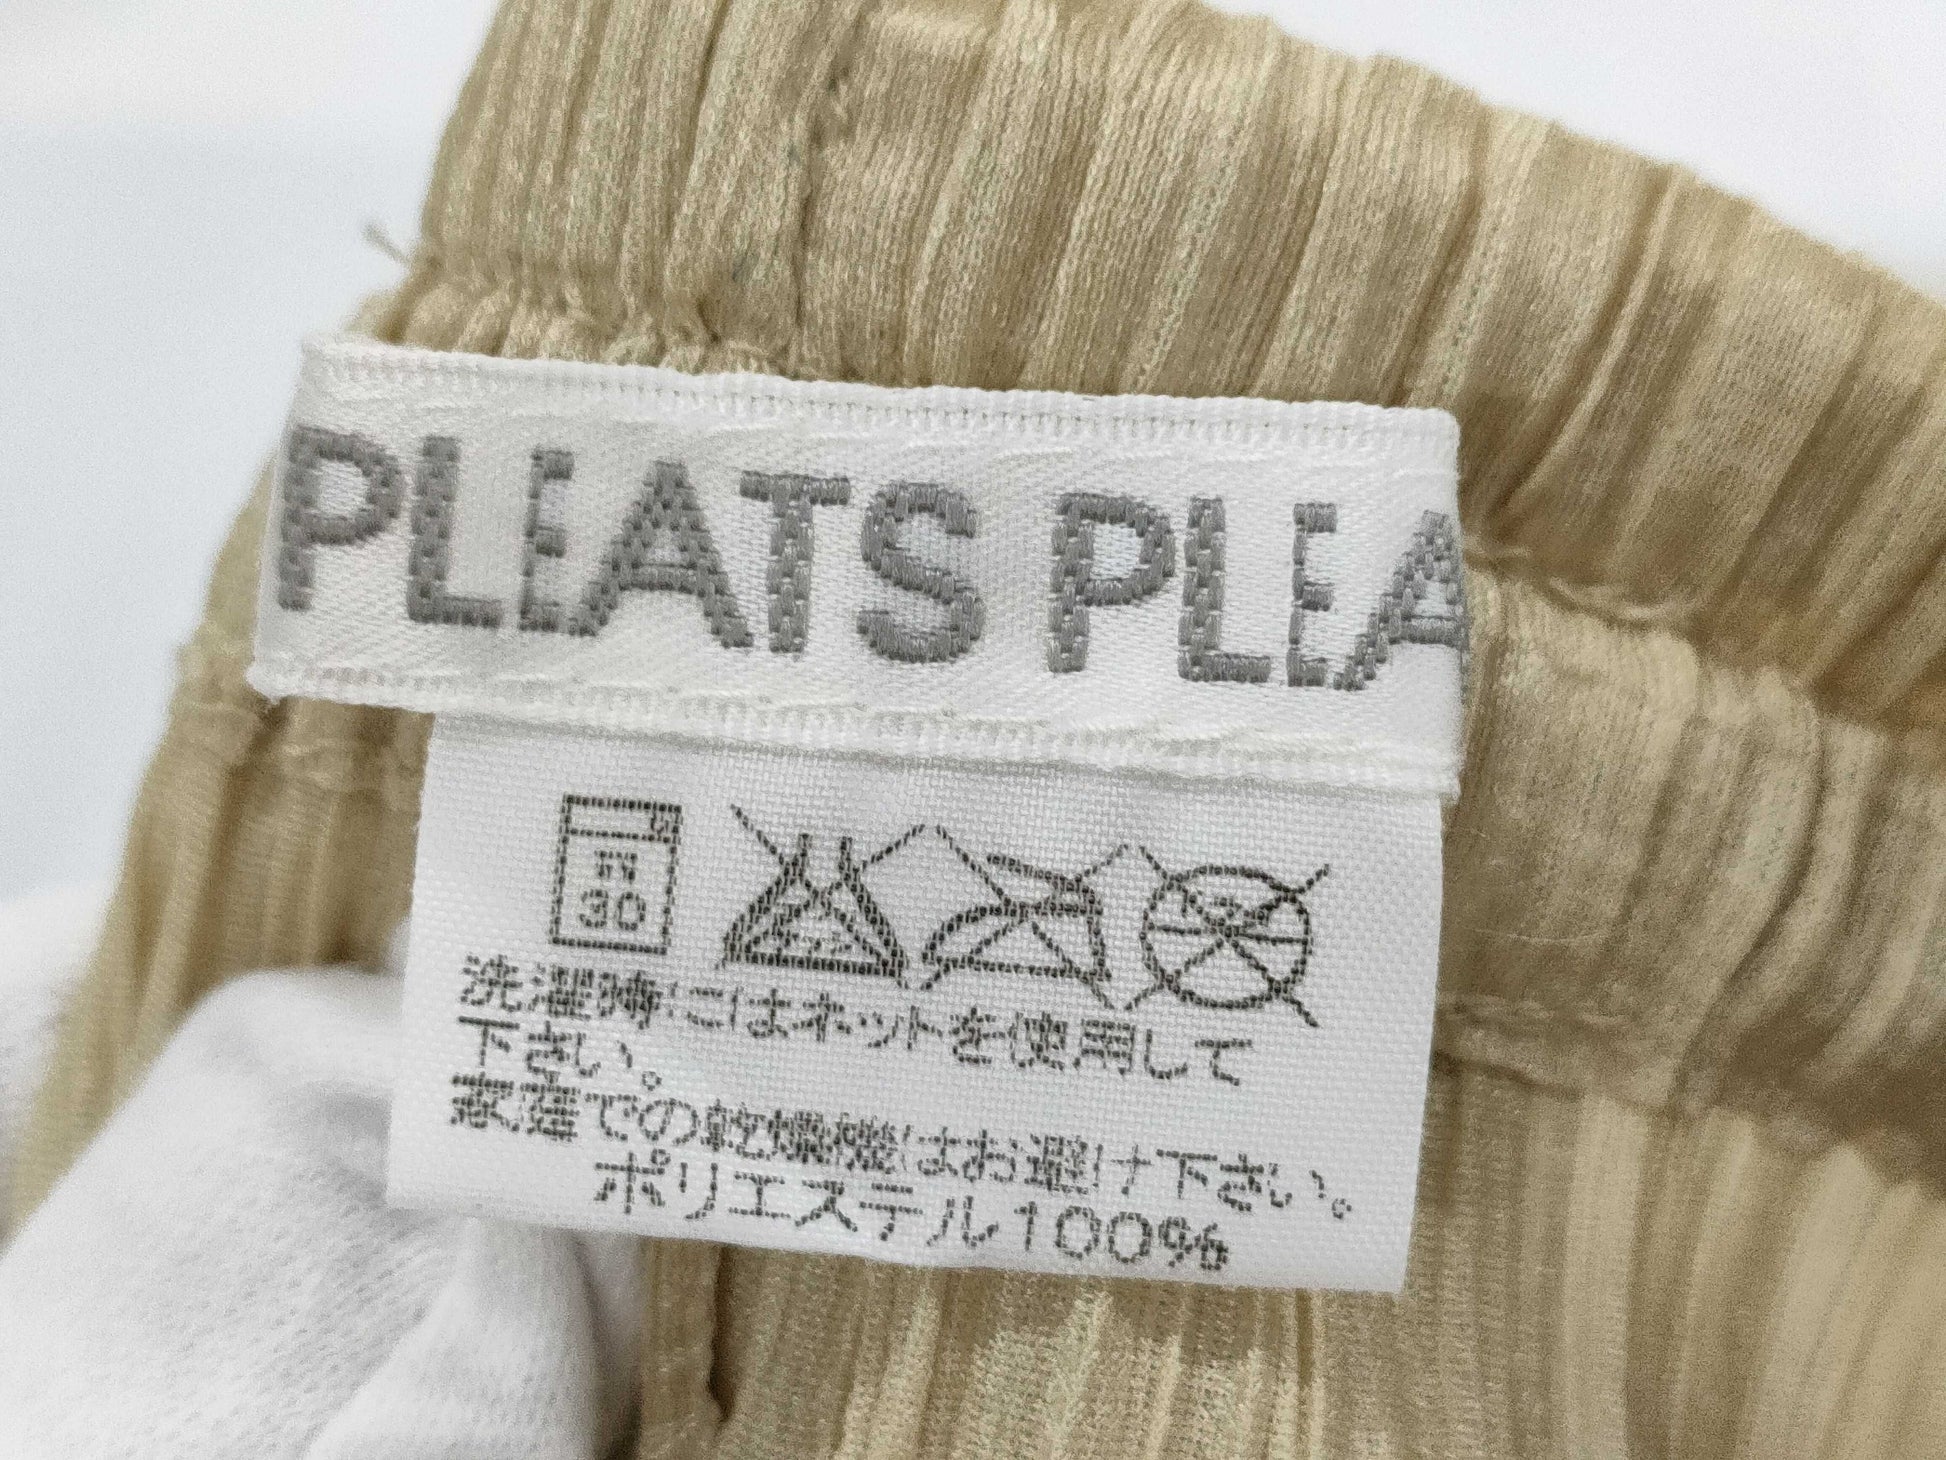 PLEATS PLEA
弱
30
洗濯時にはネットを使用して
下さい。
家庭での乾燥機はお避け下さい。
ポリエステル100%